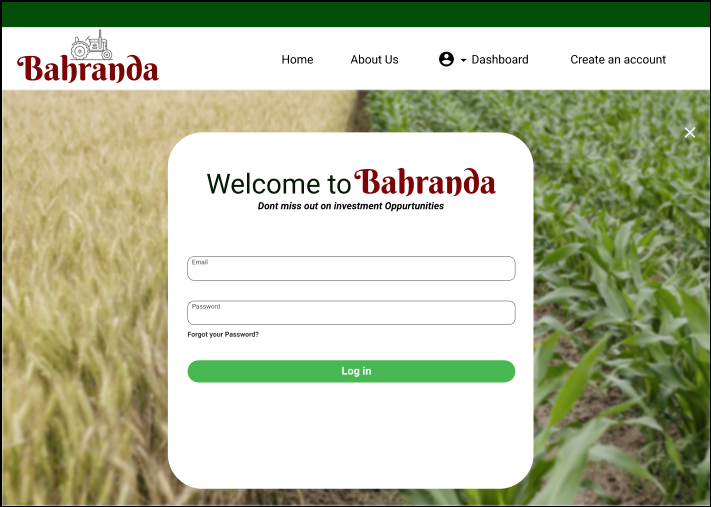 Bahranda
Home About Us Dashboard Create an account
Welcome to Bahranda
Dont miss out on investment Oppurtunities
Email
Password
Forgot your Password?
Log in